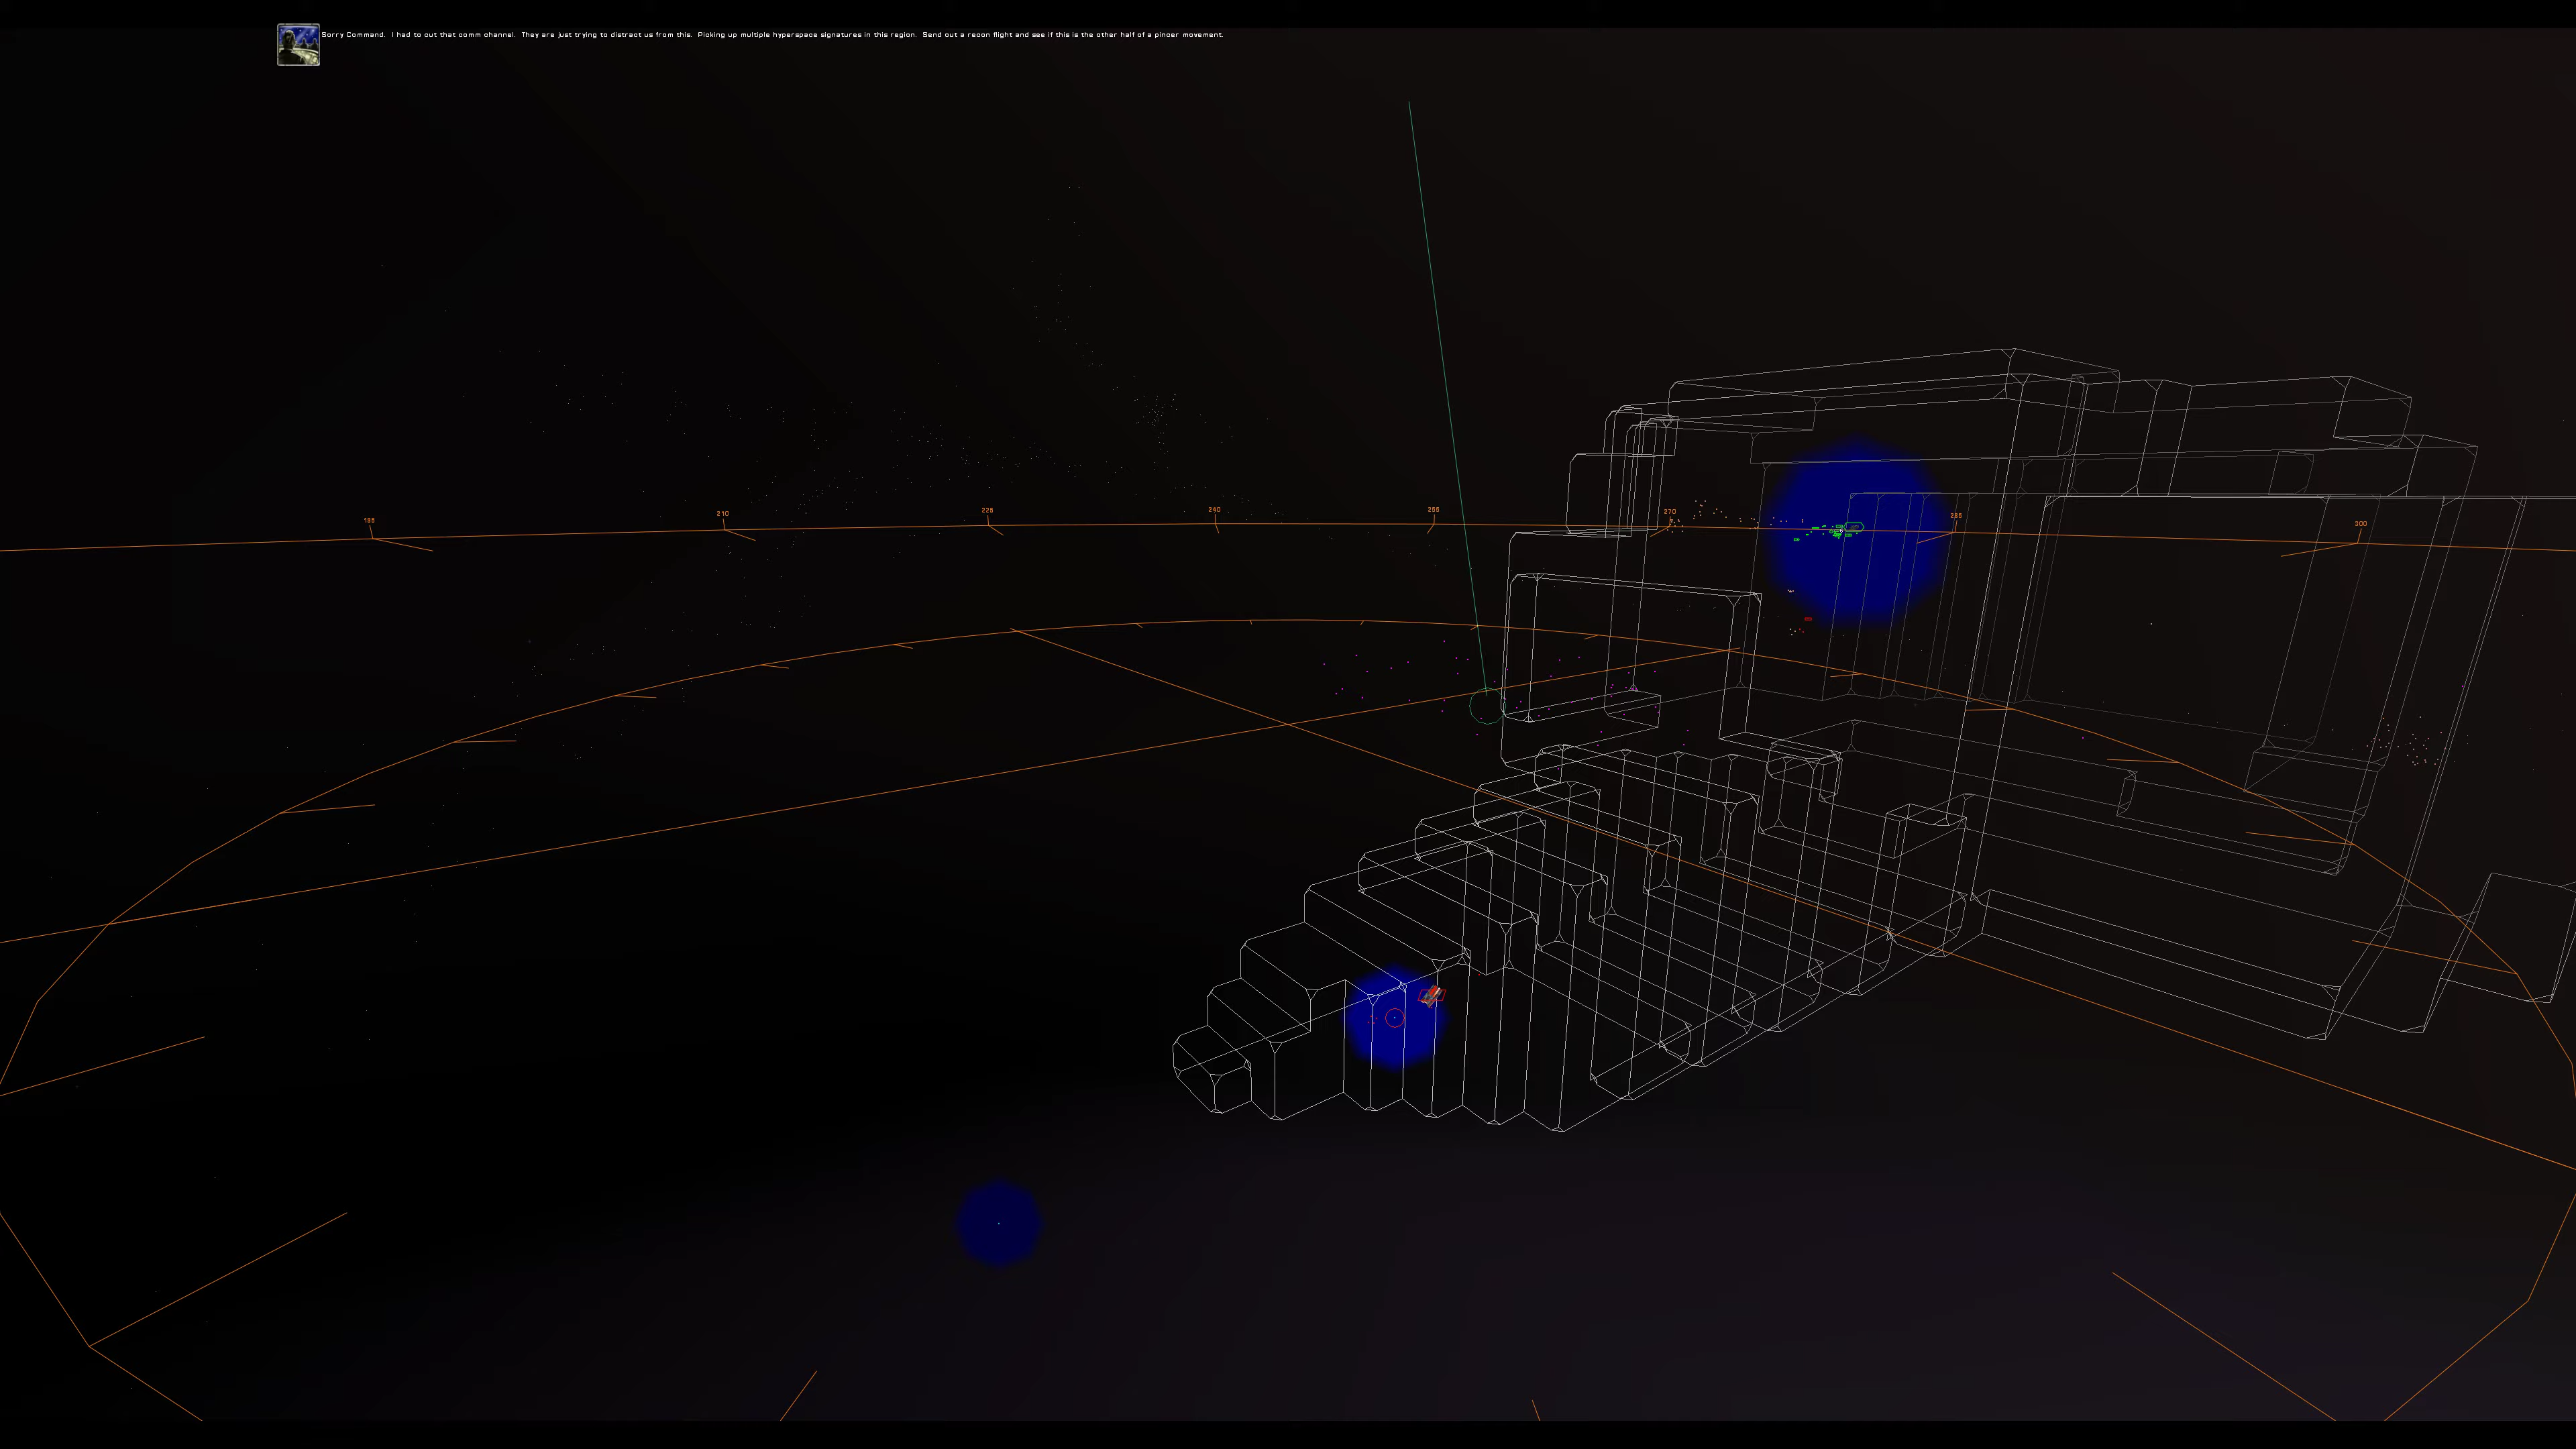 Sorry Command. I had to cut that comm channel. They are just trying to distract us from this. Picking up multiple hyperspace signatures in this region. Send out a recon flight and see if this is the other half of a pincer movement.
195 210 225 240 255 270 285 300